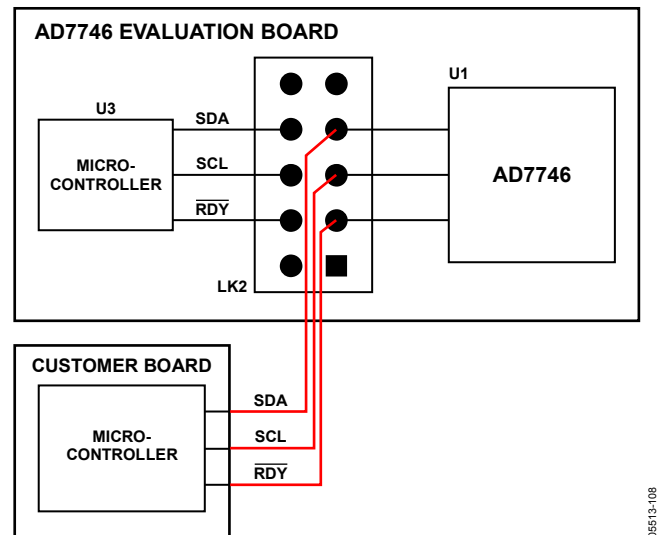 AD7746 EVALUATION BOARD
U1
U3
SDA
MICRO-
CONTROLLER
SCL
AD7746
RDY
LK2
CUSTOMER BOARD
SDA
MICRO-
CONTROLLER
SCL
RDY
05513-108